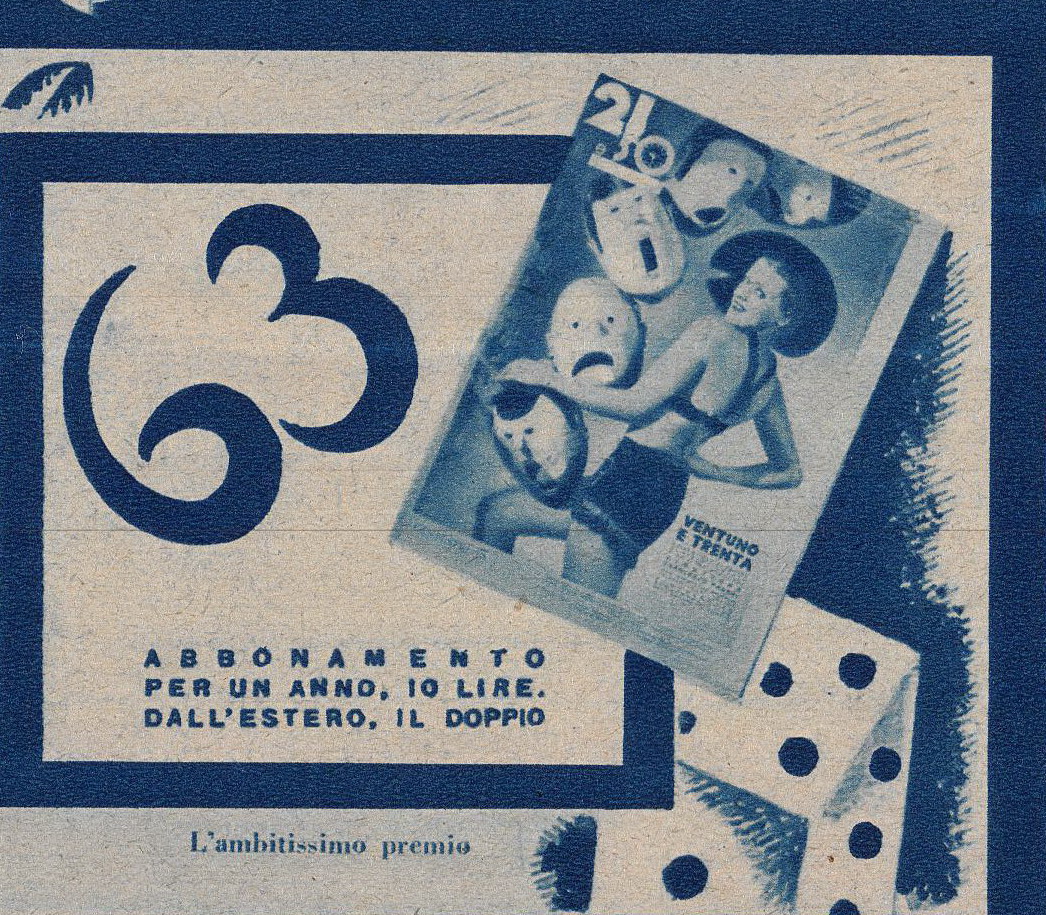 63
21
e 30
VENTUNO
E TRENTA
ABBONAMENTO
PER UN ANNO, 10 LIRE.
DALL'ESTERO, IL DOPPIO
L'ambitissimo premio